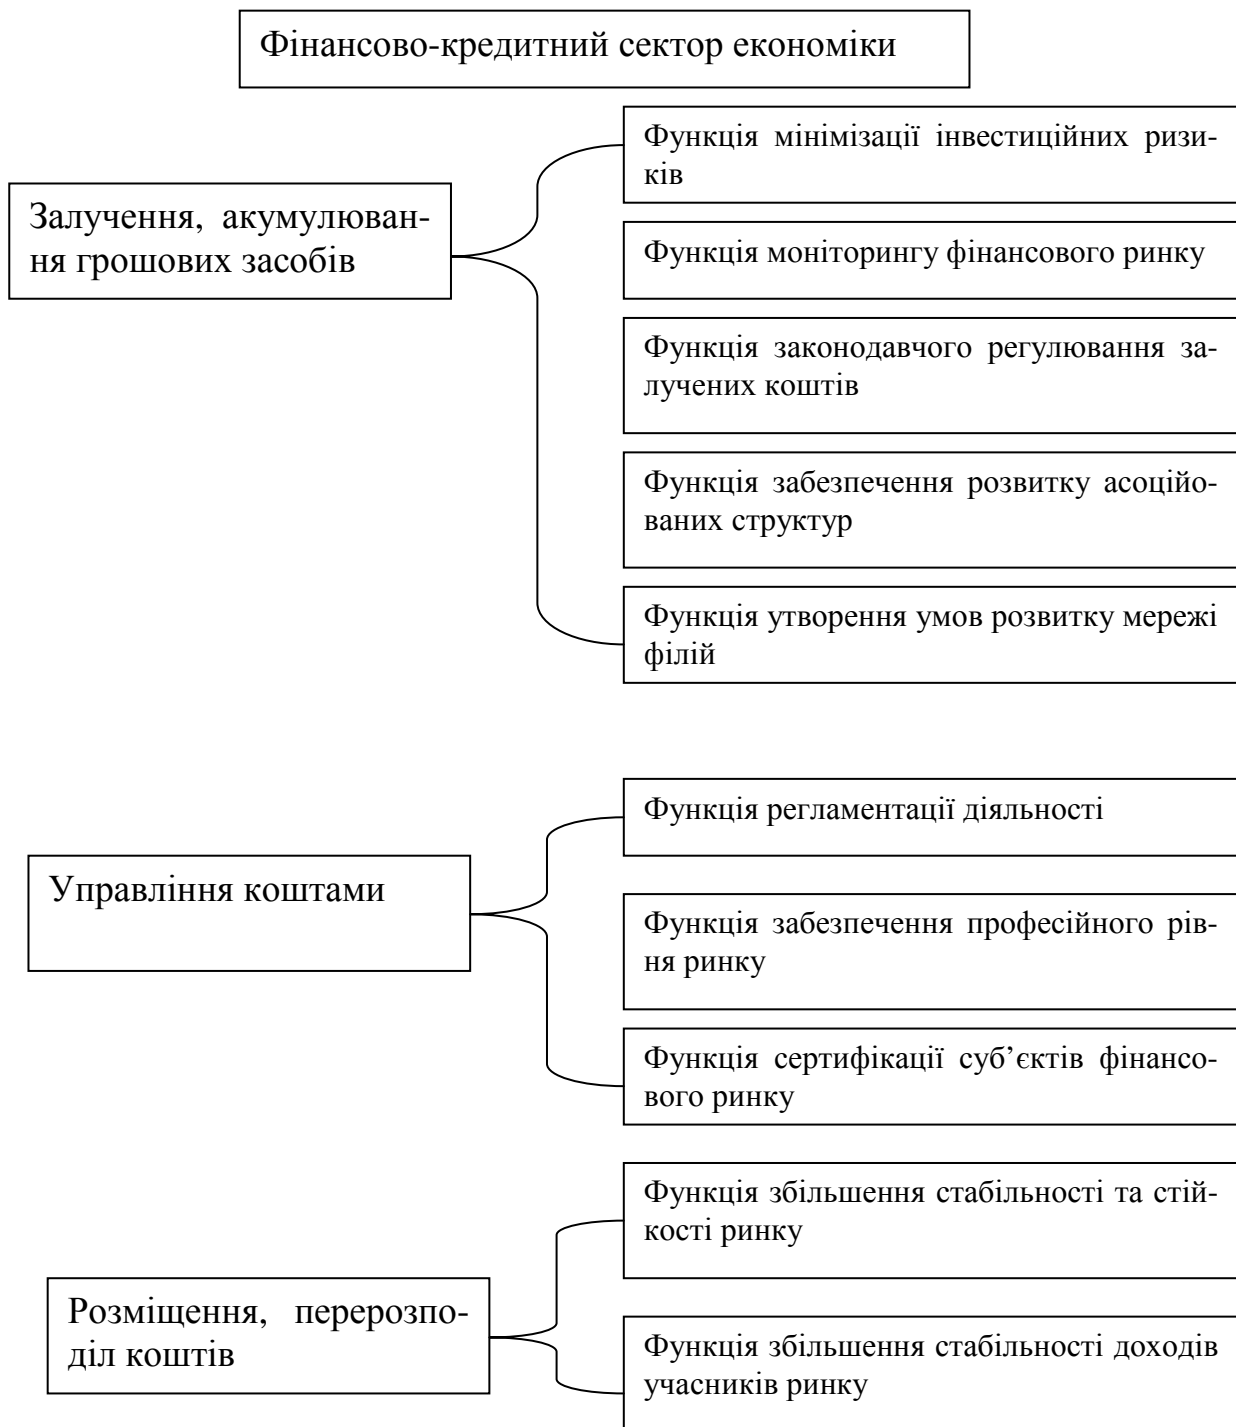 Фінансово-кредитний сектор економіки
Функція мінімізації інвестиційних ризи-
ків
Залучення, акумулюван-
ня грошових засобів
Функція моніторингу фінансового ринку
Функція законодавчого регулювання за-
лучених коштів
Функція забезпечення розвитку асоційо-
ваних структур
Функція утворення умов розвитку мережі
філій
Функція регламентації діяльності
Управління коштами
Функція забезпечення професійного рів-
ня ринку
Функція сертифікації суб’єктів фінансо-
вого ринку
Функція збільшення стабільності та стій-
кості ринку
Розміщення, перерозпо-
діл коштів
Функція збільшення стабільності доходів
учасників ринку